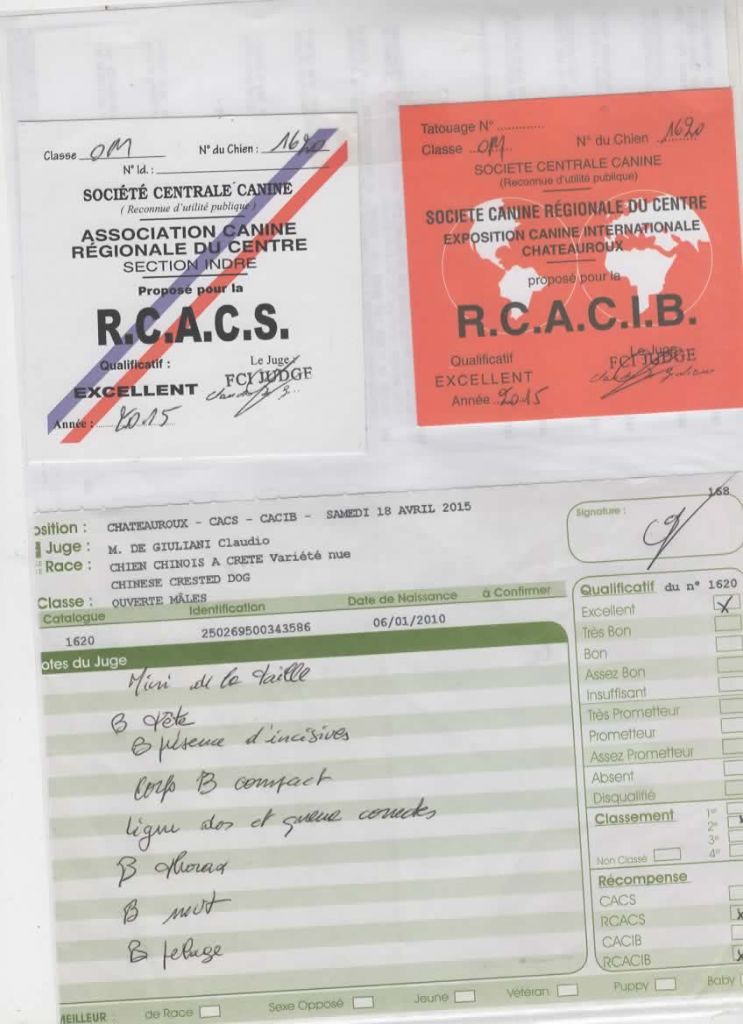 Classe OM N° du Chien : 1620
N° Id. :
SOCIÉTÉ CENTRALE CANINE
( Reconnue d'utilité publique )
ASSOCIATION CANINE
RÉGIONALE DU CENTRE
SECTION INDRE
Proposé pour la
R.C.A.C.S.
Qualificatif : Le Juge
EXCELLENT FCI JUDGE
Année : 2015
Tatouage N° ............
Classe OM N° du Chien 1620
SOCIETE CENTRALE CANINE
(Reconnue d'utilité publique)
SOCIETE CANINE RÉGIONALE DU CENTRE
EXPOSITION CANINE INTERNATIONALE
CHATEAUROUX
proposé pour la
R.C.A.C.I.B.
Qualificatif Le Juge
EXCELLENT FCI JUDGE
Année 2015
168
osition : CHATEAUROUX - CACS - CACIB - SAMEDI 18 AVRIL 2015
Signature :
Juge : M. DE GIULIANI Claudio
Race : CHIEN CHINOIS A CRETE Variété nue
CHINESE CRESTED DOG
Classe : OUVERTE MÂLES
Catalogue Identification Date de Naissance à Confirmer
1620 250269500343586 06/01/2010
otes du Juge
Mini de la taille
B tête
B présence d'incisives
Corps B compact
ligne dos et queue correctes
B thorax
B mvt
B pelage
Qualificatif du n° 1620
Excellent X
Très Bon
Bon
Assez Bon
Insuffisant
Très Prometteur
Prometteur
Assez Prometteur
Absent
Disqualifié
Classement 1er
2e
3e
Non Classé 4e
Récompense
CACS
RCACS X
CACIB
RCACIB X
MEILLEUR : de Race Sexe Opposé Jeune Vétéran Puppy Baby